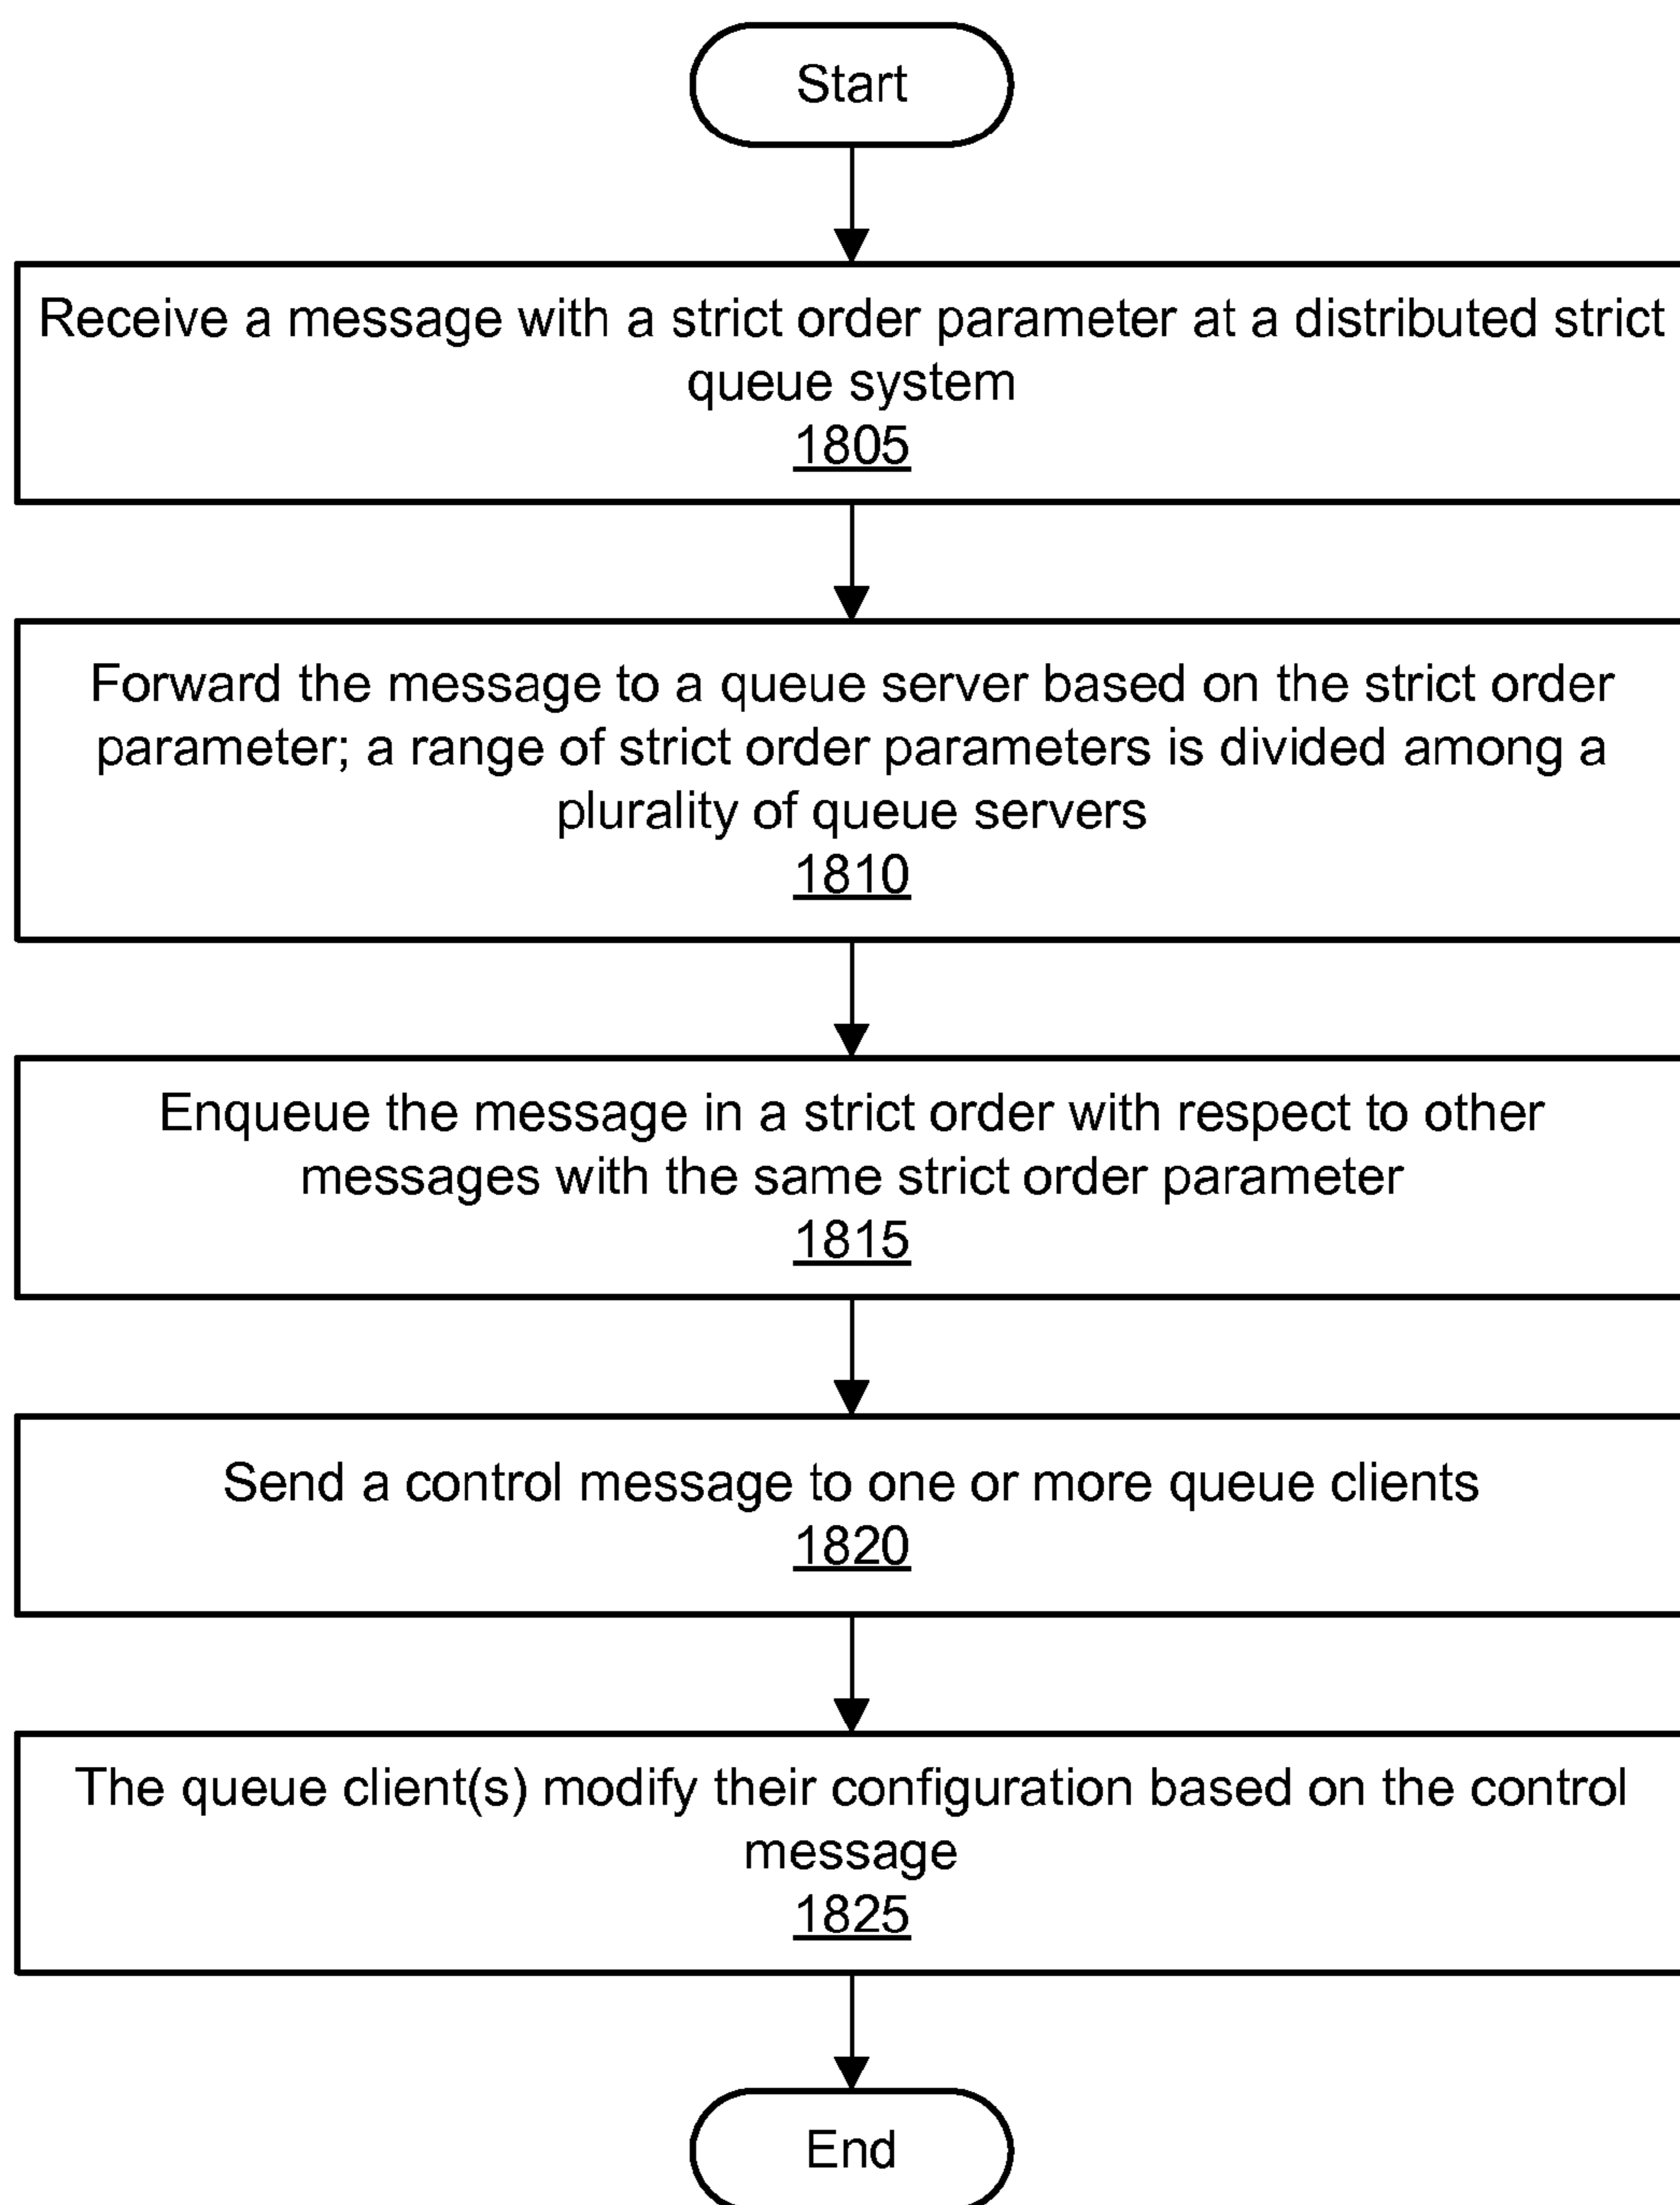 Start
Receive a message with a strict order parameter at a distributed strict
queue system
1805
Forward the message to a queue server based on the strict order
parameter; a range of strict order parameters is divided among a
plurality of queue servers
1810
Enqueue the message in a strict order with respect to other
messages with the same strict order parameter
1815
Send a control message to one or more queue clients
1820
The queue client(s) modify their configuration based on the control
message
1825
End